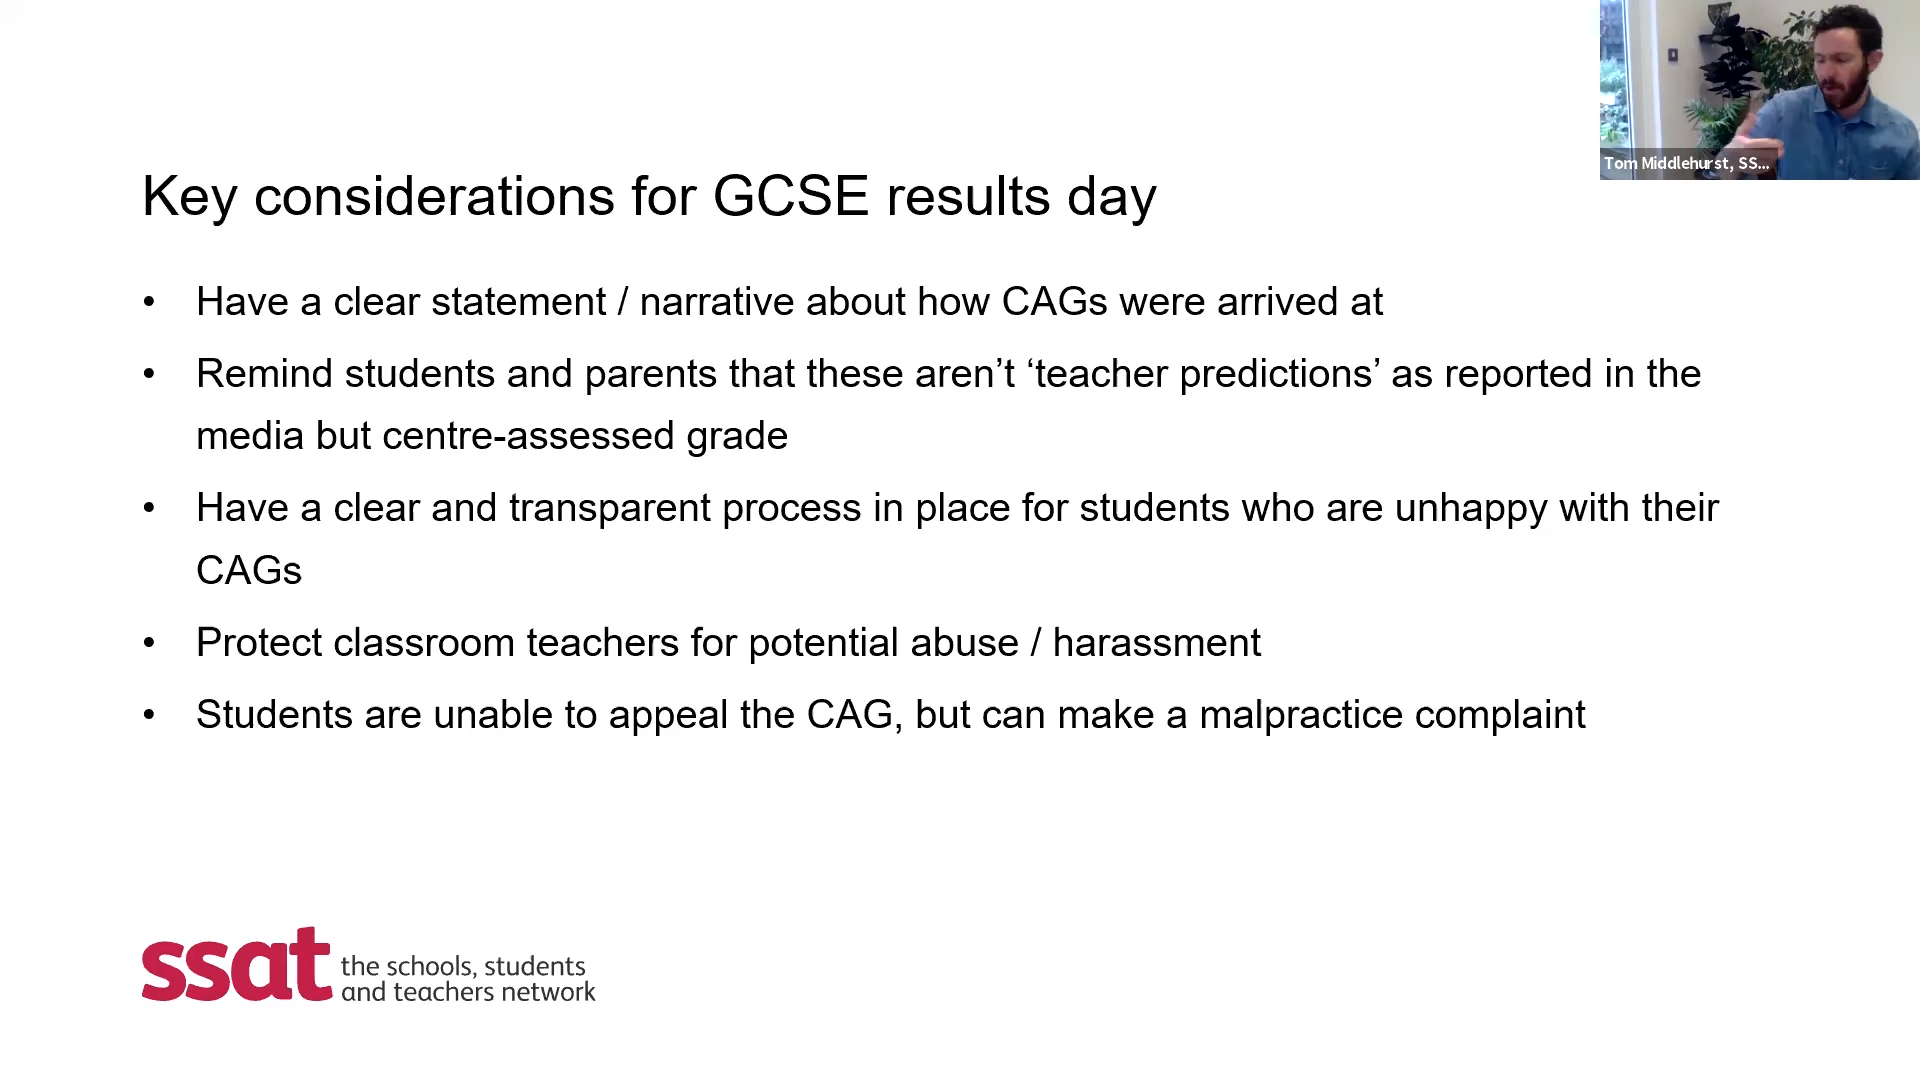 Tom Middlehurst, SS...
Key considerations for GCSE results day
• Have a clear statement / narrative about how CAGs were arrived at
• Remind students and parents that these aren’t ‘teacher predictions’ as reported in the
media but centre-assessed grade
• Have a clear and transparent process in place for students who are unhappy with their
CAGs
• Protect classroom teachers for potential abuse / harassment
• Students are unable to appeal the CAG, but can make a malpractice complaint
ssat the schools, students
and teachers network